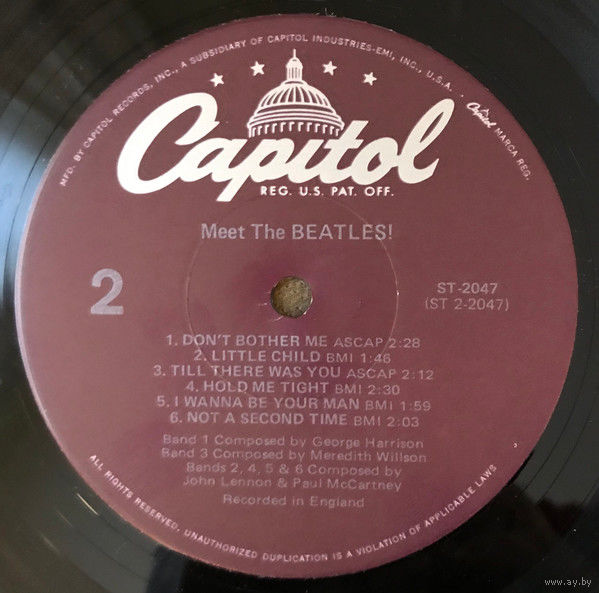 MFD. BY CAPITOL RECORDS, INC., A SUBSIDIARY OF CAPITOL INDUSTRIES-EMI, INC., U.S.A.
Capitol MARCA REG.
Capitol
REG. U.S. PAT. OFF.
Meet The BEATLES!
2
ST-2047
(ST 2-2047)
1. DON'T BOTHER ME ASCAP 2:28
2. LITTLE CHILD BMI 1:46
3. TILL THERE WAS YOU ASCAP 2:12
4. HOLD ME TIGHT BMI 2:30
5. I WANNA BE YOUR MAN BMI 1:59
6. NOT A SECOND TIME BMI 2:03
Band 1 Composed by George Harrison
Band 3 Composed by Meredith Willson
Bands 2, 4, 5 & 6 Composed by
John Lennon & Paul McCartney
Recorded in England
ALL RIGHTS RESERVED. UNAUTHORIZED DUPLICATION IS A VIOLATION OF APPLICABLE LAWS
www.ay.by